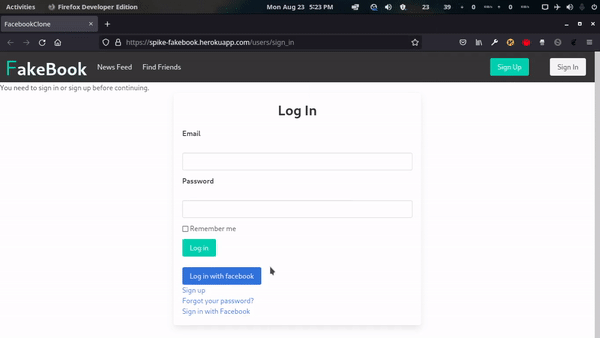 Activities Firefox Developer Edition Mon Aug 23 5:23 PM 23 39 0 0
FacebookClone
https://spike-facebook.herokuapp.com/users/sign_in
FakeBook News Feed Find Friends Sign Up Sign In
You need to sign in or sign up before continuing.
Log In
Email
Password
Remember me
Log in
Log in with facebook
Sign up
Forgot your password?
Sign in with Facebook